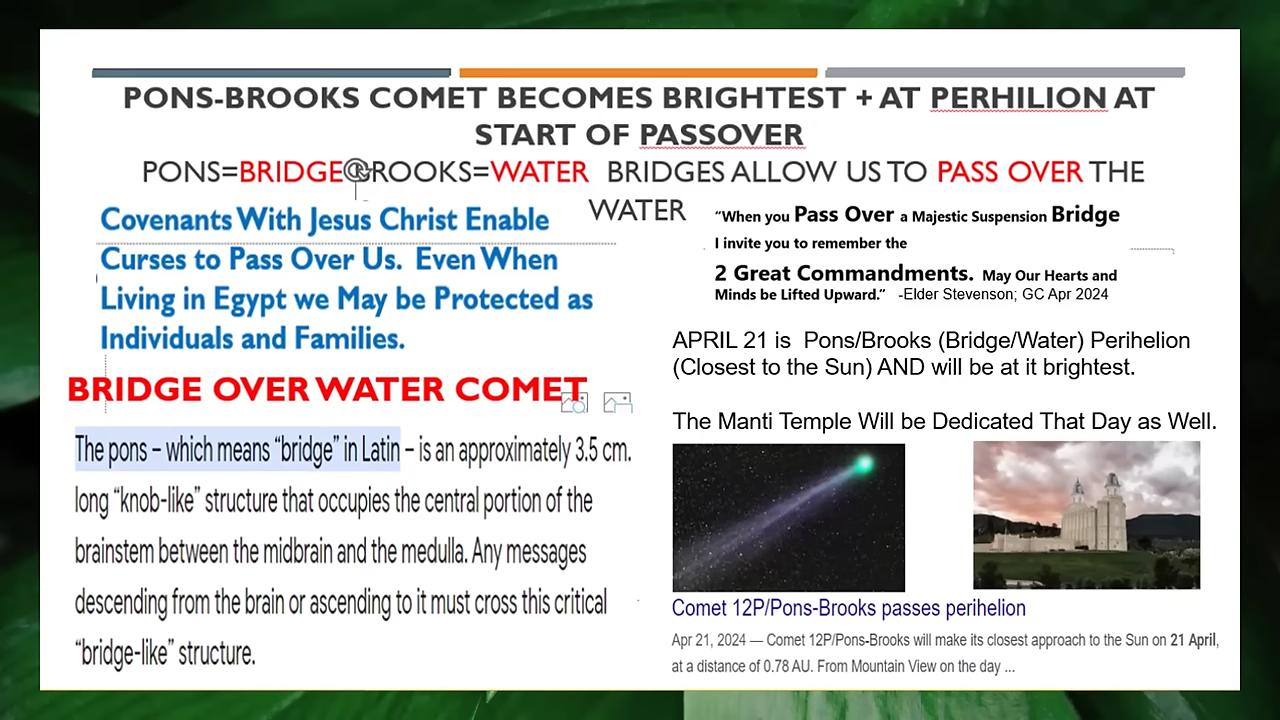 PONS-BROOKS COMET BECOMES BRIGHTEST + AT PERHILION AT
START OF PASSOVER
PONS=BRIDGE@BROOKS=WATER BRIDGES ALLOW US TO PASS OVER THE
WATER
Covenants With Jesus Christ Enable
Curses to Pass Over Us. Even When
Living in Egypt we May be Protected as
Individuals and Families.
BRIDGE OVER WATER COMET
The pons – which means “bridge” in Latin – is an approximately 3.5 cm.
long “knob-like” structure that occupies the central portion of the
brainstem between the midbrain and the medulla. Any messages
descending from the brain or ascending to it must cross this critical
“bridge-like” structure.
“When you Pass Over a Majestic Suspension Bridge
I invite you to remember the
2 Great Commandments. May Our Hearts and
Minds be Lifted Upward.” -Elder Stevenson; GC Apr 2024
APRIL 21 is Pons/Brooks (Bridge/Water) Perihelion
(Closest to the Sun) AND will be at it brightest.
The Manti Temple Will be Dedicated That Day as Well.
Comet 12P/Pons-Brooks passes perihelion
Apr 21, 2024 — Comet 12P/Pons-Brooks will make its closest approach to the Sun on 21 April,
at a distance of 0.78 AU. From Mountain View on the day ...